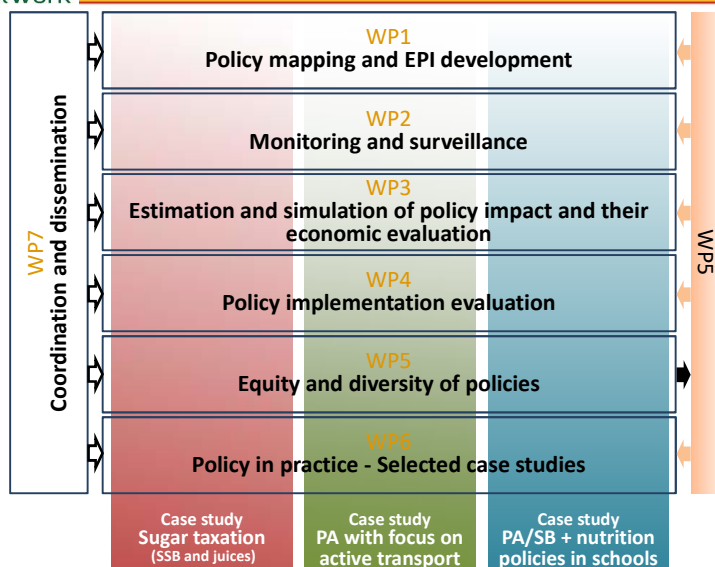 WP7
Coordination and dissemination
WP1
Policy mapping and EPI development
WP2
Monitoring and surveillance
WP3
Estimation and simulation of policy impact and their
economic evaluation
WP4
Policy implementation evaluation
WP5
Equity and diversity of policies
WP6
Policy in practice - Selected case studies
WP5
Case study
Sugar taxation
(SSB and juices)
Case study
PA with focus on
active transport
Case study
PA/SB + nutrition
policies in schools